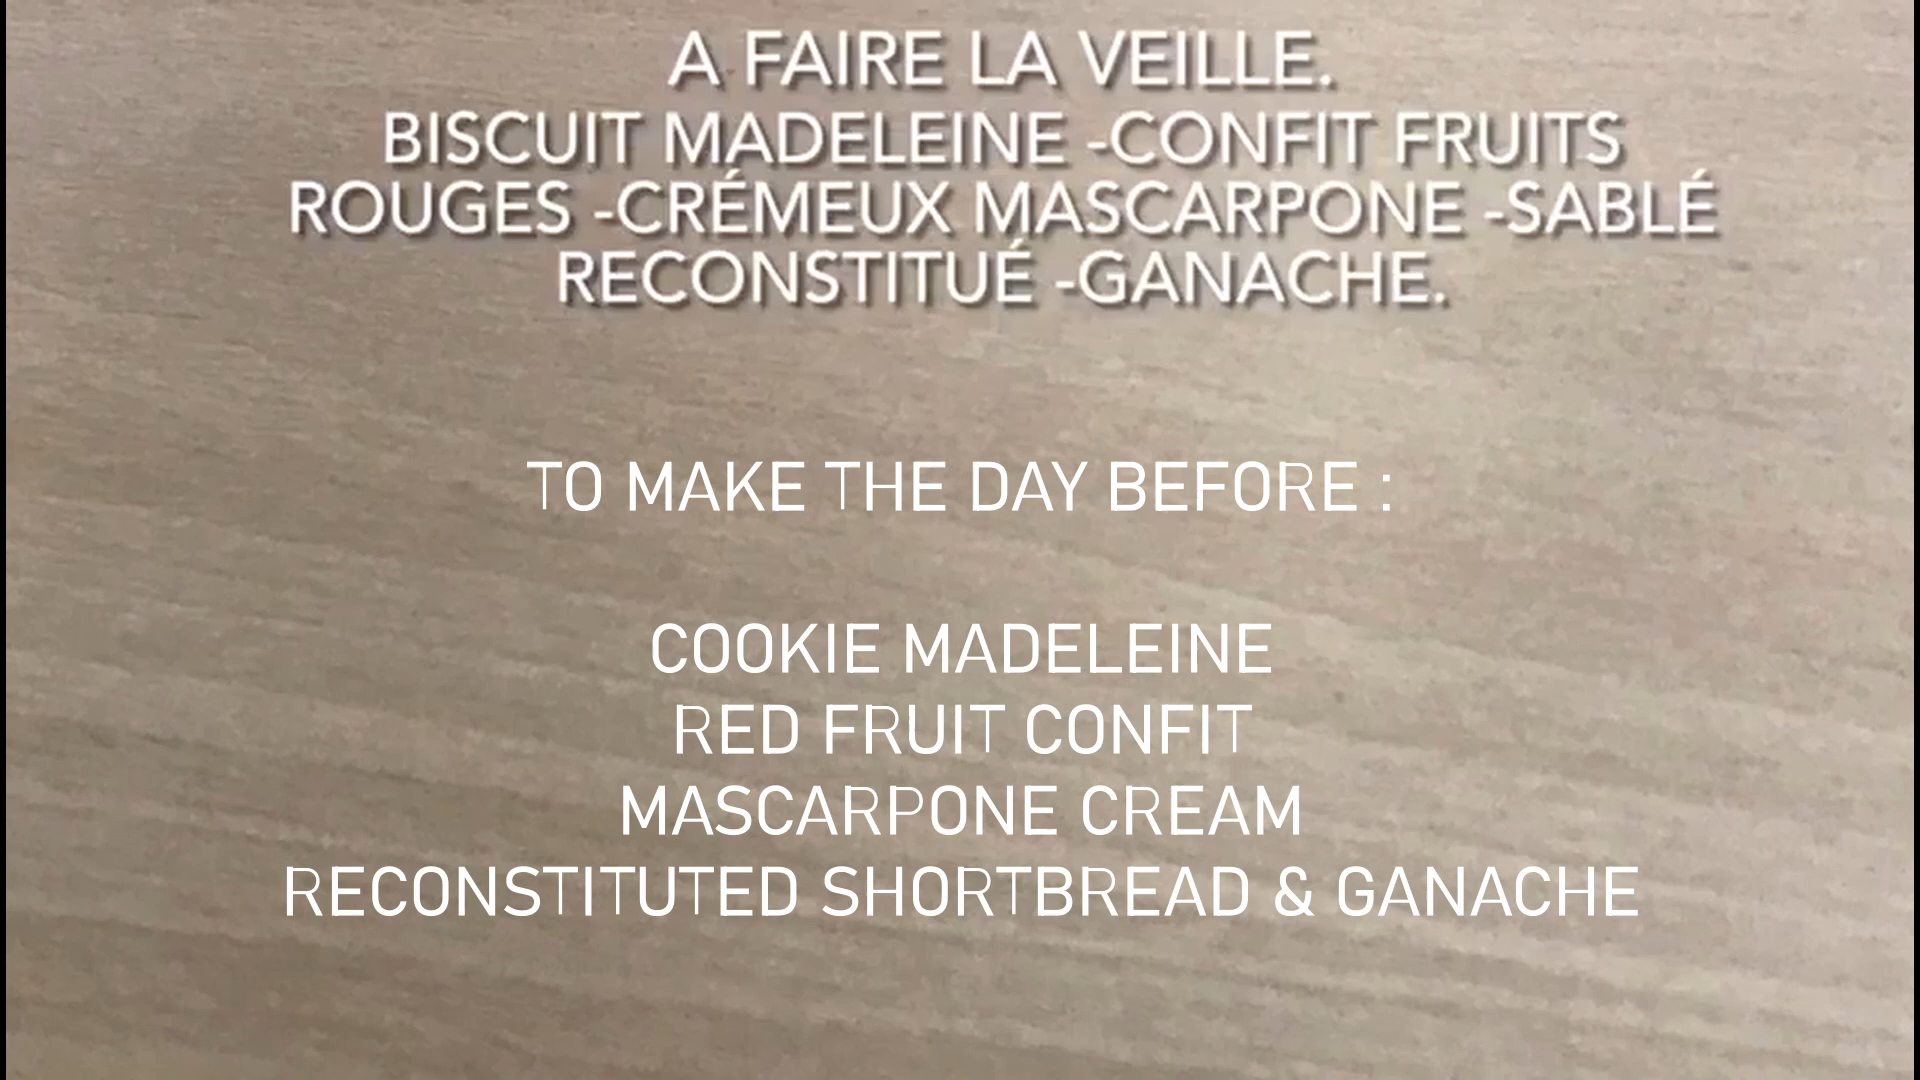 A FAIRE LA VEILLE.
BISCUIT MADELEINE -CONFIT FRUITS
ROUGES -CRÉMEUX MASCARPONE -SABLÉ
RECONSTITUÉ -GANACHE.
TO MAKE THE DAY BEFORE :
COOKIE MADELEINE
RED FRUIT CONFIT
MASCARPONE CREAM
RECONSTITUTED SHORTBREAD & GANACHE